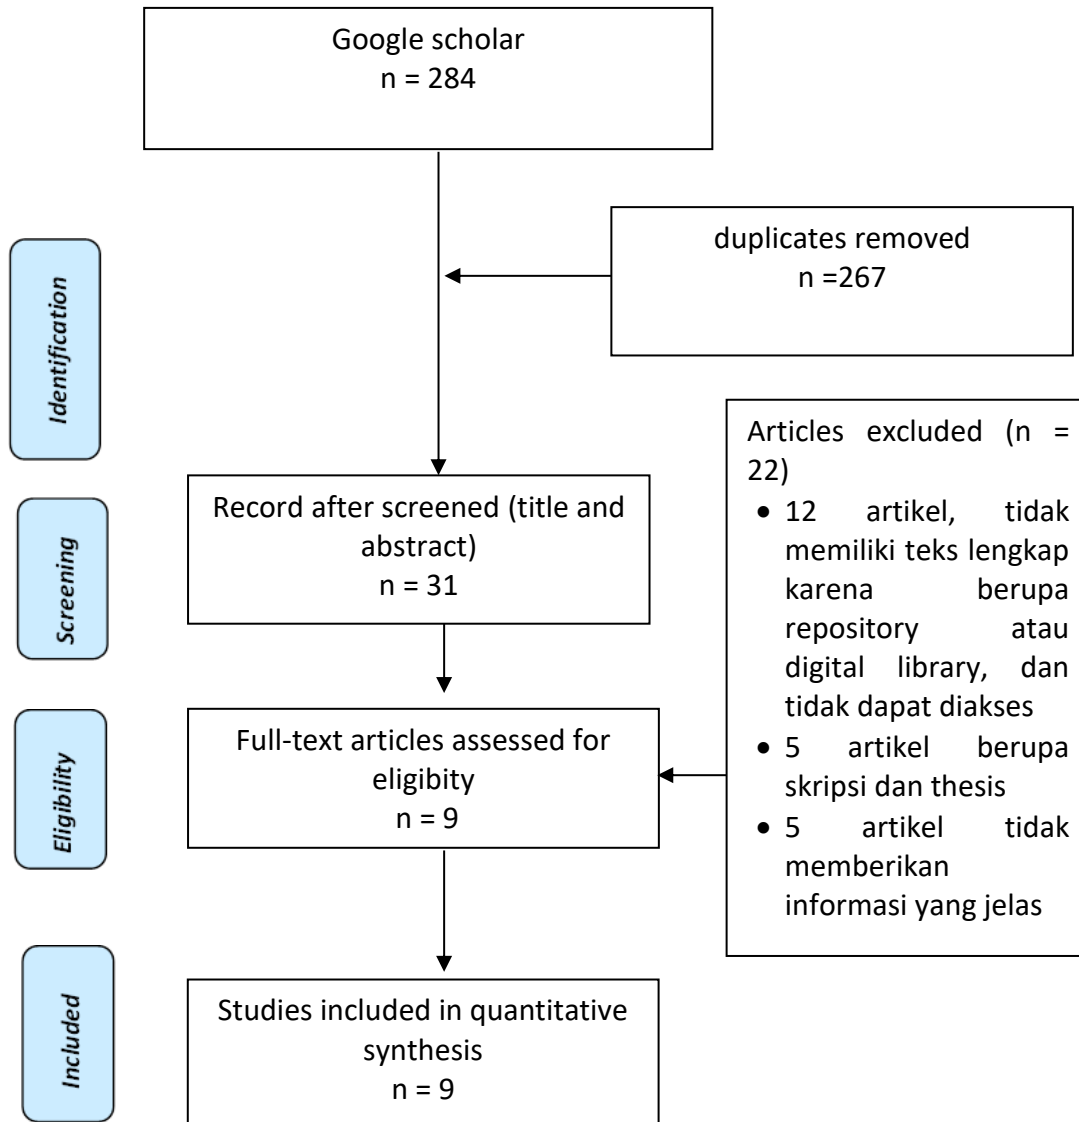 Google scholar
n = 284
duplicates removed
n =267
Identification
Articles excluded (n =
22)
• 12 artikel, tidak
memiliki teks lengkap
karena berupa
repository atau
digital library, dan
tidak dapat diakses
• 5 artikel berupa
skripsi dan thesis
• 5 artikel tidak
memberikan
informasi yang jelas
Record after screened (title and
abstract)
n = 31
Screening
Full-text articles assessed for
eligibity
n = 9
Eligibility
Studies included in quantitative
synthesis
n = 9
Included